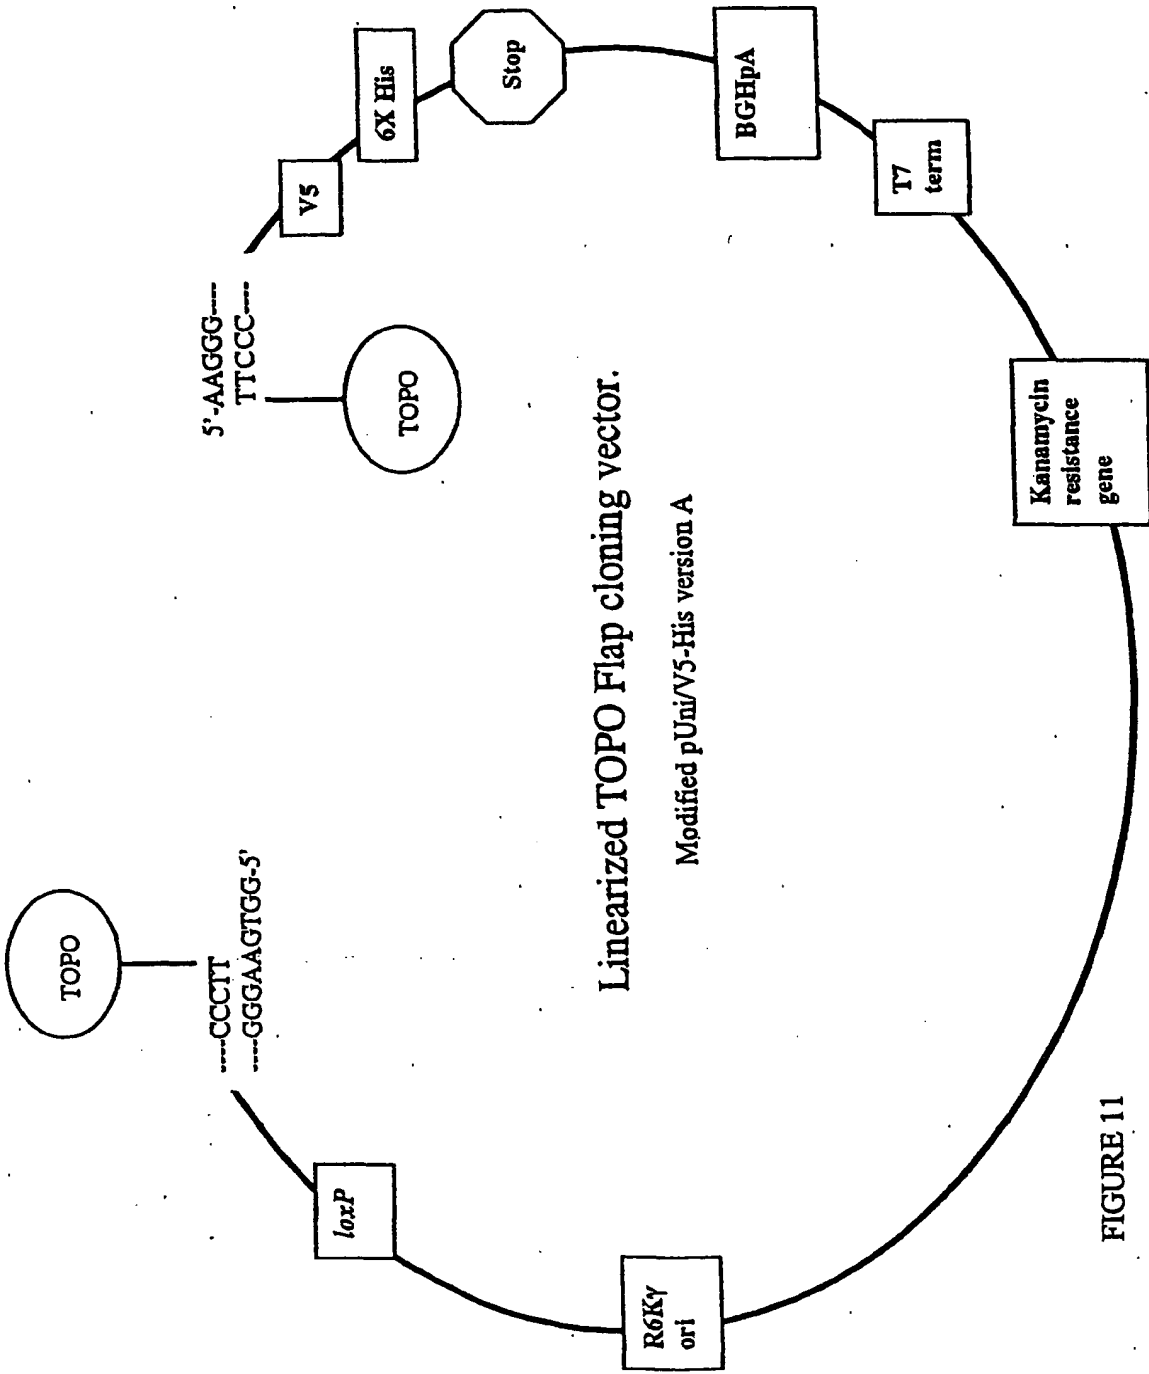 TOPO
----CCCTT
----GGGAAGTGG-5'
5'-AAGGG----
TTCCC----
TOPO
loxP
V5
6X His
Stop
R6Kγ
ori
Linearized TOPO Flap cloning vector.
Modified pUni/V5-His version A
BGHpA
T7
term
Kanamycin
resistance
gene
FIGURE 11